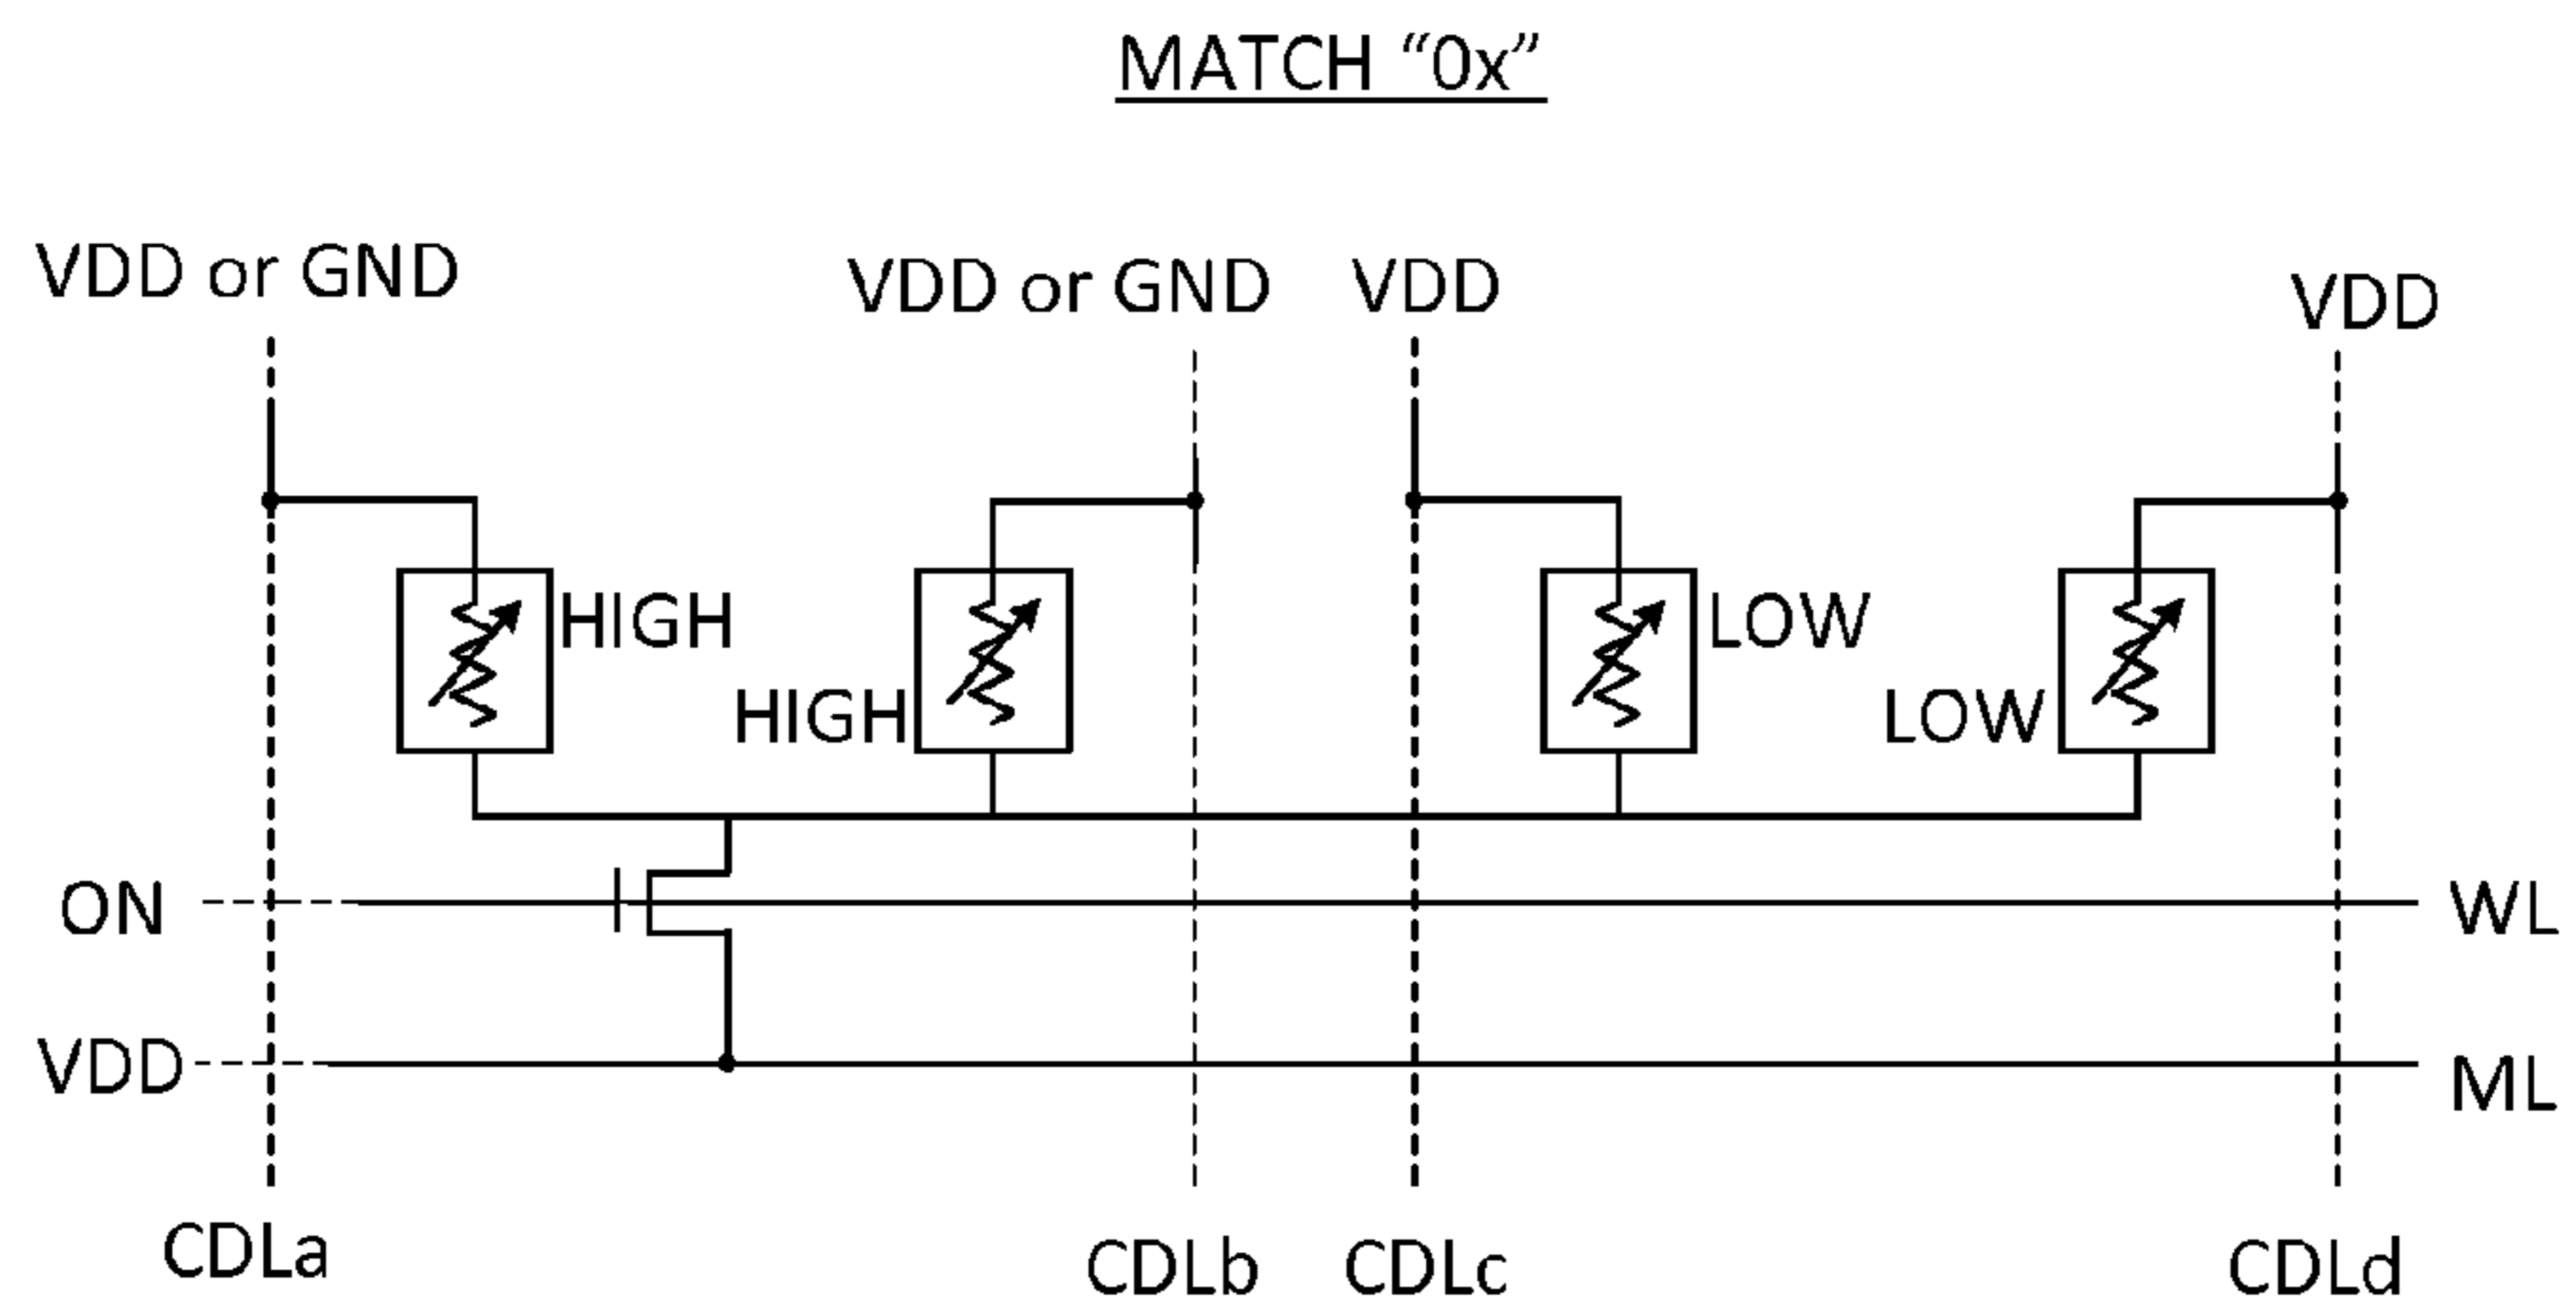 MATCH “0x”
VDD or GND
VDD or GND
VDD
VDD
HIGH
HIGH
LOW
LOW
ON
WL
VDD
ML
CDLa
CDLb
CDLc
CDLd